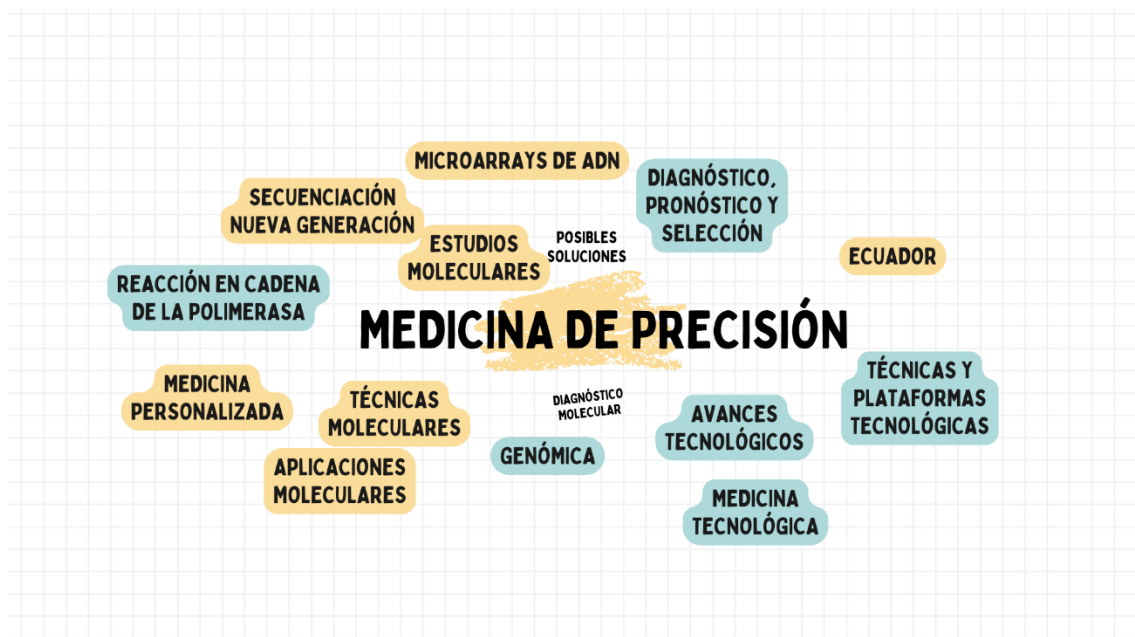 MICROARRAYS DE ADN
DIAGNÓSTICO,
PRONÓSTICO Y
SELECCIÓN
SECUENCIACIÓN
NUEVA GENERACIÓN
ESTUDIOS
MOLECULARES
POSIBLES
SOLUCIONES
ECUADOR
REACCIÓN EN CADENA
DE LA POLIMERASA
MEDICINA DE PRECISIÓN
MEDICINA
PERSONALIZADA
TÉCNICAS
MOLECULARES
DIAGNÓSTICO
MOLECULAR
AVANCES
TECNOLÓGICOS
TÉCNICAS Y
PLATAFORMAS
TECNOLÓGICAS
GENÓMICA
APLICACIONES
MOLECULARES
MEDICINA
TECNOLÓGICA